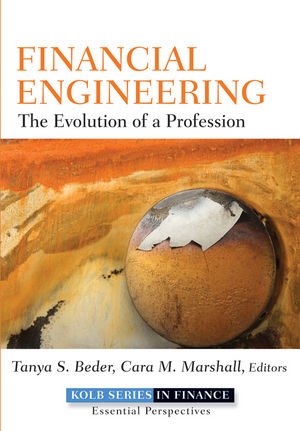 FINANCIAL
ENGINEERING
The Evolution of a Profession
Tanya S. Beder, Cara M. Marshall, Editors
KOLB SERIES IN FINANCE
Essential Perspectives